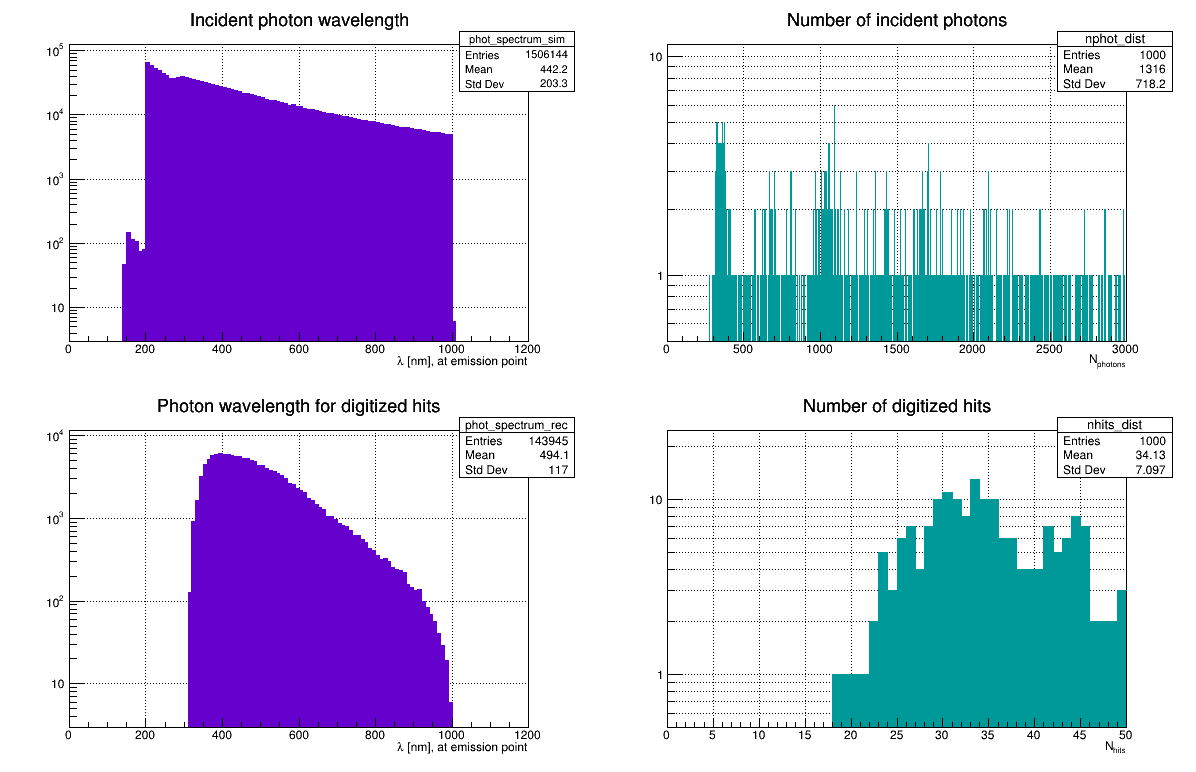 Incident photon wavelength
phot_spectrum_sim
Entries 1506144
Mean 442.2
Std Dev 203.3
10^5
10^4
10^3
10^2
10
0 200 400 600 800 1000 1200
λ [nm], at emission point
Number of incident photons
nphot_dist
Entries 1000
Mean 1316
Std Dev 718.2
10
1
0 500 1000 1500 2000 2500 3000
N_photons
Photon wavelength for digitized hits
phot_spectrum_rec
Entries 143945
Mean 494.1
Std Dev 117
10^4
10^3
10^2
10
0 200 400 600 800 1000 1200
λ [nm], at emission point
Number of digitized hits
nhits_dist
Entries 1000
Mean 34.13
Std Dev 7.097
10
1
0 5 10 15 20 25 30 35 40 45 50
N_hits